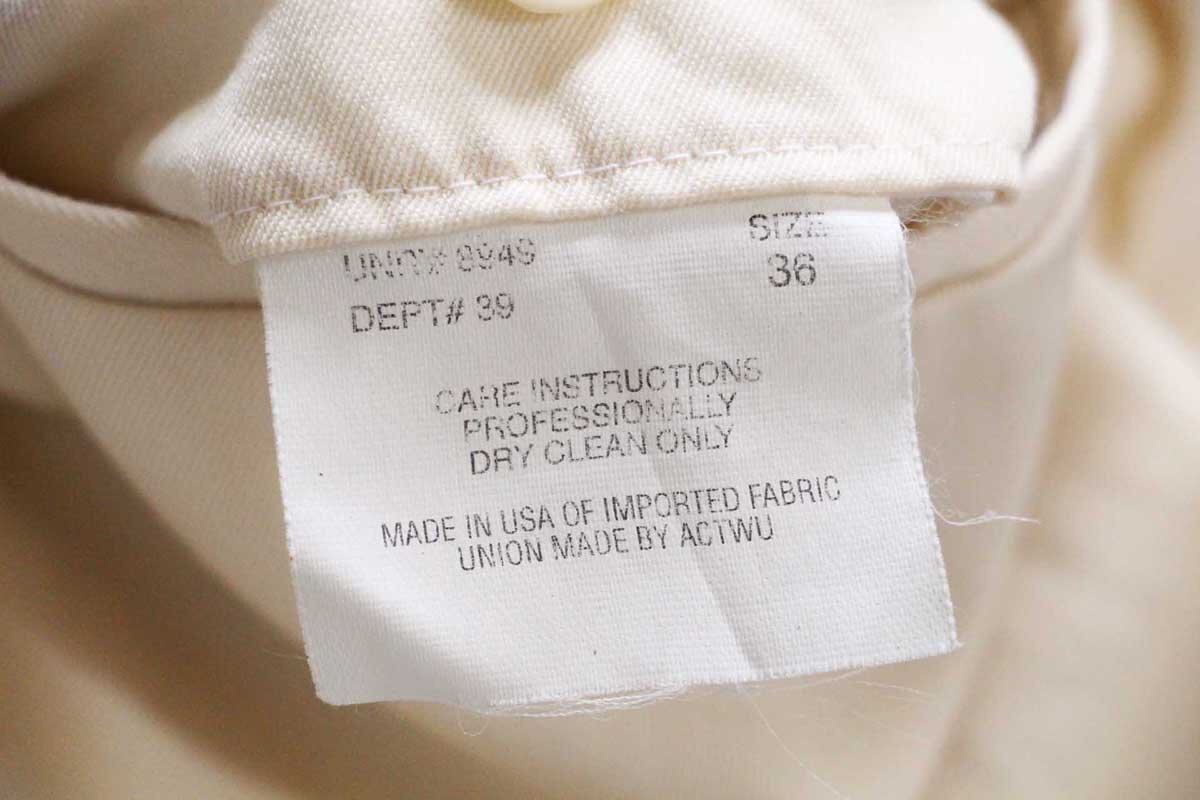 UNIT# 8949 SIZE
DEPT# 39 36
CARE INSTRUCTIONS
PROFESSIONALLY
DRY CLEAN ONLY
MADE IN USA OF IMPORTED FABRIC
UNION MADE BY ACTWU